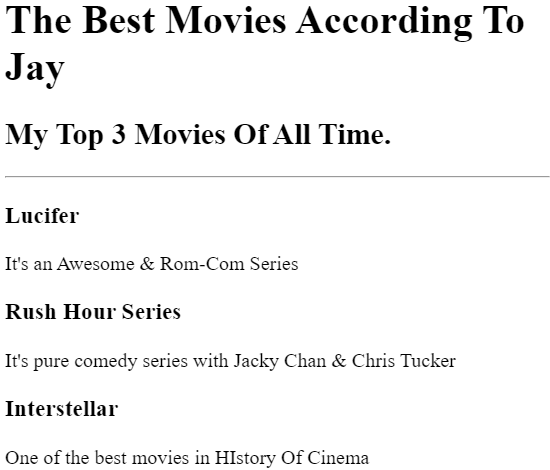 The Best Movies According To
Jay
My Top 3 Movies Of All Time.
Lucifer
It's an Awesome & Rom-Com Series
Rush Hour Series
It's pure comedy series with Jacky Chan & Chris Tucker
Interstellar
One of the best movies in HIstory Of Cinema